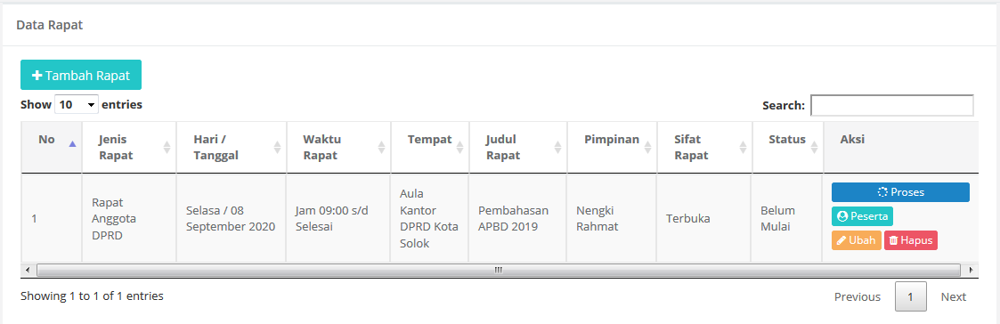 Data Rapat
Tambah Rapat
Show 10 entries
Search:
No
Jenis Rapat
Hari / Tanggal
Waktu Rapat
Tempat
Judul Rapat
Pimpinan
Sifat Rapat
Status
Aksi
1
Rapat Anggota DPRD
Selasa / 08 September 2020
Jam 09:00 s/d Selesai
Aula Kantor DPRD Kota Solok
Pembahasan APBD 2019
Nengki Rahmat
Terbuka
Belum Mulai
Proses
Peserta
Ubah Hapus
Showing 1 to 1 of 1 entries
Previous 1 Next